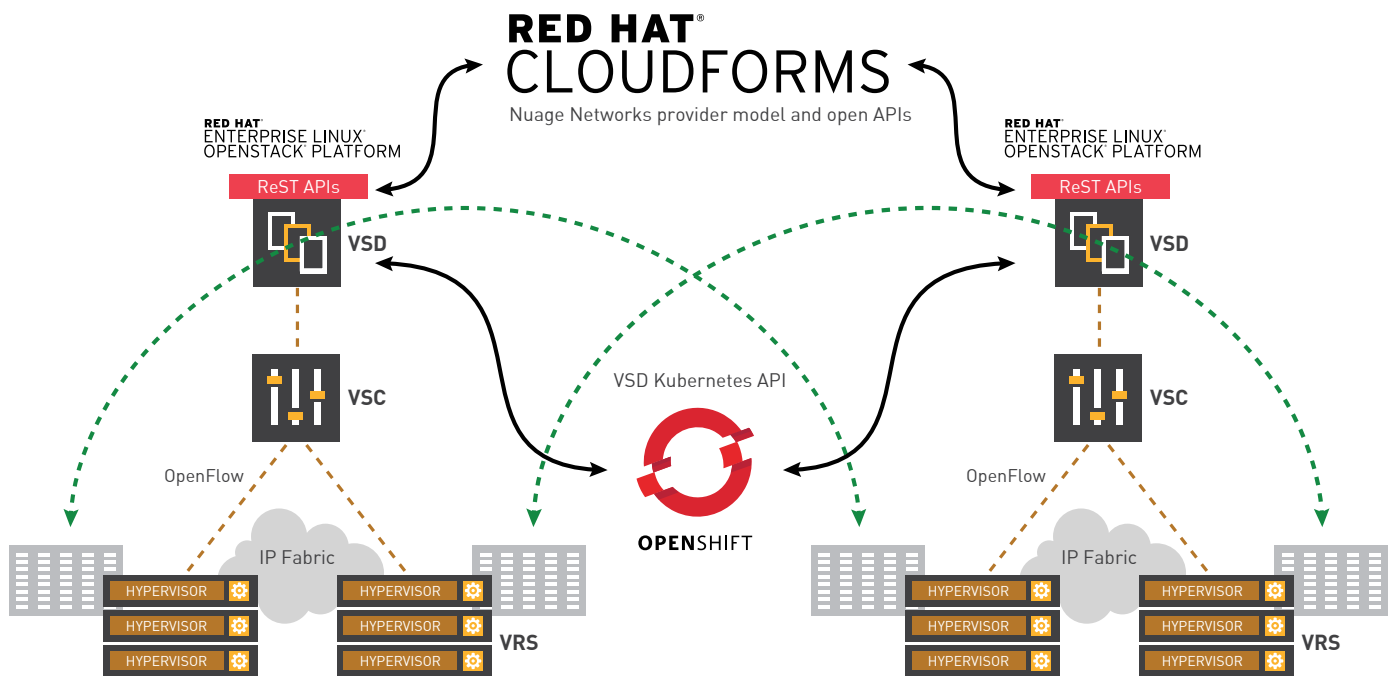 RED HAT®
CLOUDFORMS
Nuage Networks provider model and open APIs
RED HAT®
ENTERPRISE LINUX®
OPENSTACK® PLATFORM
RED HAT®
ENTERPRISE LINUX®
OPENSTACK® PLATFORM
ReST APIs
ReST APIs
VSD
VSD
VSC
VSD Kubernetes API
VSC
OpenFlow
OpenFlow
OPENSHIFT
IP Fabric
IP Fabric
HYPERVISOR
HYPERVISOR
HYPERVISOR
HYPERVISOR
HYPERVISOR
HYPERVISOR
HYPERVISOR
HYPERVISOR
VRS
VRS
HYPERVISOR
HYPERVISOR
HYPERVISOR
HYPERVISOR